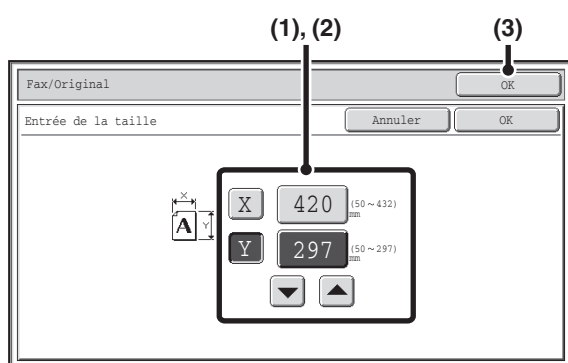 (1), (2)
(3)
Fax/Original
OK
Entrée de la taille
Annuler
OK
X
A
Y
X
420
(50~432)
mm
Y
297
(50~297)
mm